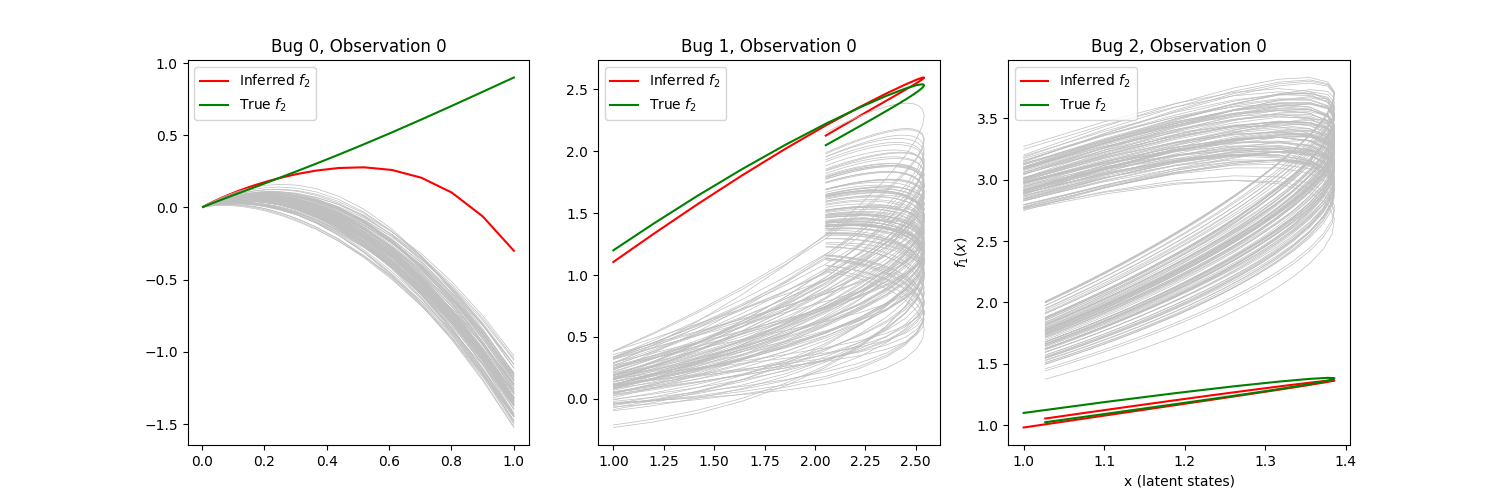 Bug 0, Observation 0
Inferred f₂
True f₂
1.0
0.5
0.0
−0.5
−1.0
−1.5
0.0 0.2 0.4 0.6 0.8 1.0
Bug 1, Observation 0
Inferred f₂
True f₂
2.5
2.0
1.5
1.0
0.5
0.0
1.00 1.25 1.50 1.75 2.00 2.25 2.50
Bug 2, Observation 0
Inferred f₂
True f₂
f₁(x)
3.5
3.0
2.5
2.0
1.5
1.0
1.0 1.1 1.2 1.3 1.4
x (latent states)